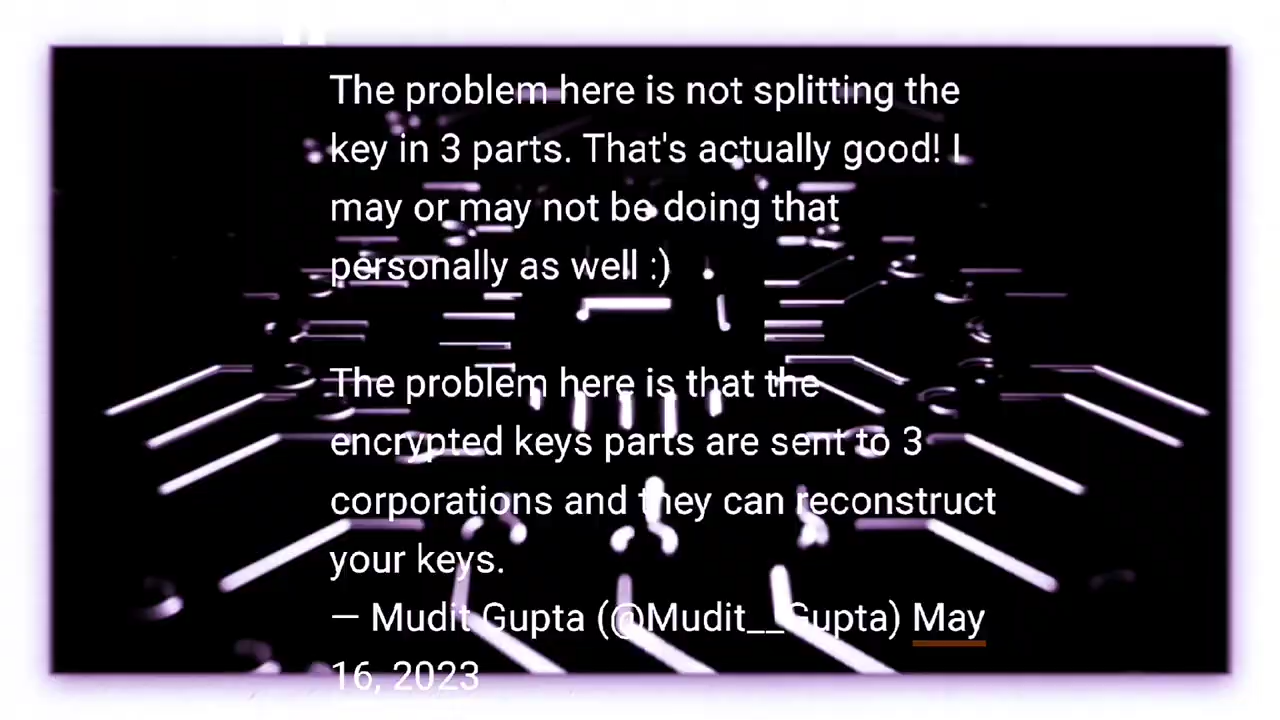 The problem here is not splitting the
key in 3 parts. That's actually good! I
may or may not be doing that
personally as well :)
The problem here is that the
encrypted keys parts are sent to 3
corporations and they can reconstruct
your keys.
— Mudit Gupta (@Mudit__Gupta) May
16, 2023